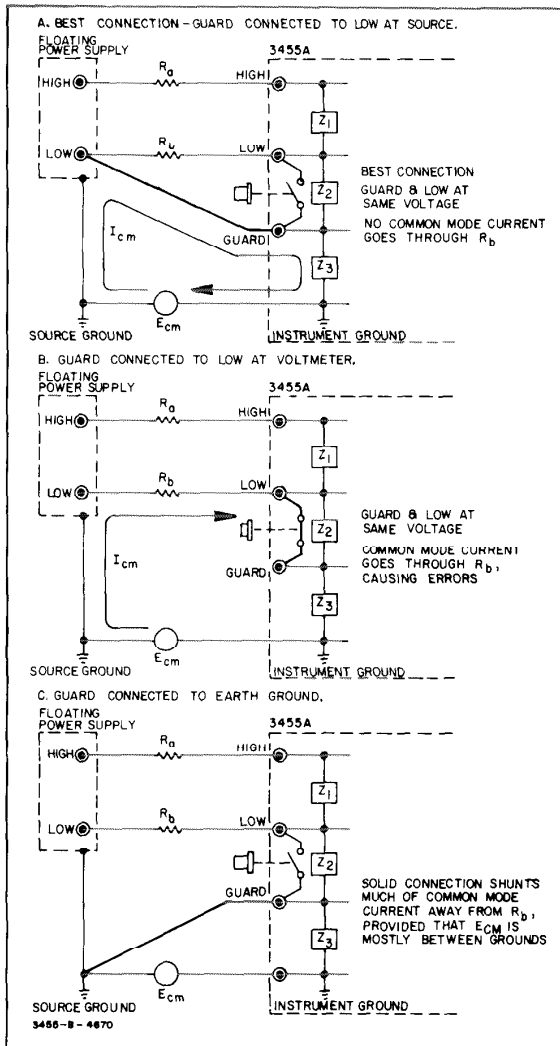 A. BEST CONNECTION - GUARD CONNECTED TO LOW AT SOURCE.
FLOATING
POWER SUPPLY
3455A
HIGH
Ra
HIGH
Z1
LOW
Rb
LOW
BEST CONNECTION
GUARD & LOW AT
SAME VOLTAGE
Z2
NO COMMON MODE CURRENT
GOES THROUGH Rb
Icm
GUARD
Z3
Ecm
SOURCE GROUND
INSTRUMENT GROUND
B. GUARD CONNECTED TO LOW AT VOLTMETER.
FLOATING
POWER SUPPLY
3455A
HIGH
Ra
HIGH
Z1
LOW
Rb
LOW
GUARD & LOW AT
SAME VOLTAGE
Z2
COMMON MODE CURRENT
GOES THROUGH Rb,
CAUSING ERRORS
Icm
GUARD
Z3
Ecm
SOURCE GROUND
INSTRUMENT GROUND
C. GUARD CONNECTED TO EARTH GROUND.
FLOATING
POWER SUPPLY
3455A
HIGH
Ra
HIGH
Z1
LOW
Rb
LOW
Z2
GUARD
SOLID CONNECTION SHUNTS
MUCH OF COMMON MODE
CURRENT AWAY FROM Rb,
PROVIDED THAT ECM IS
MOSTLY BETWEEN GROUNDS
Z3
Ecm
SOURCE GROUND
INSTRUMENT GROUND
3455-B-4670